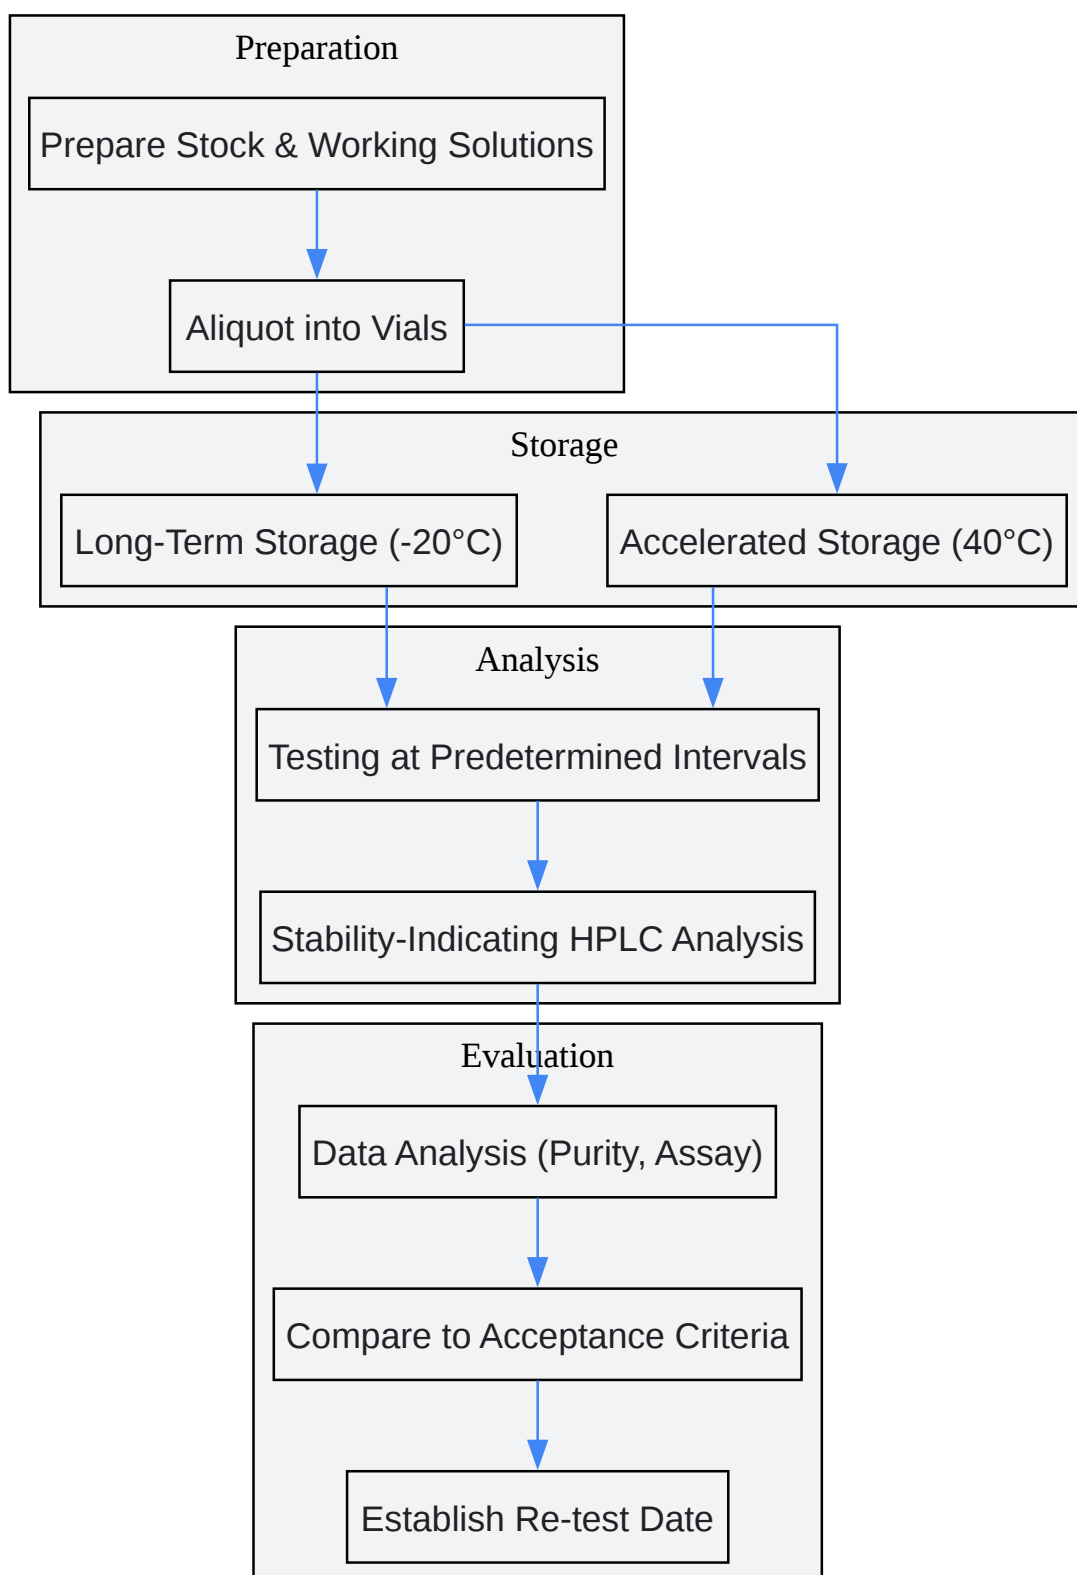 Preparation
Prepare Stock & Working Solutions
Aliquot into Vials
Storage
Long-Term Storage (-20°C)
Accelerated Storage (40°C)
Analysis
Testing at Predetermined Intervals
Stability-Indicating HPLC Analysis
Evaluation
Data Analysis (Purity, Assay)
Compare to Acceptance Criteria
Establish Re-test Date